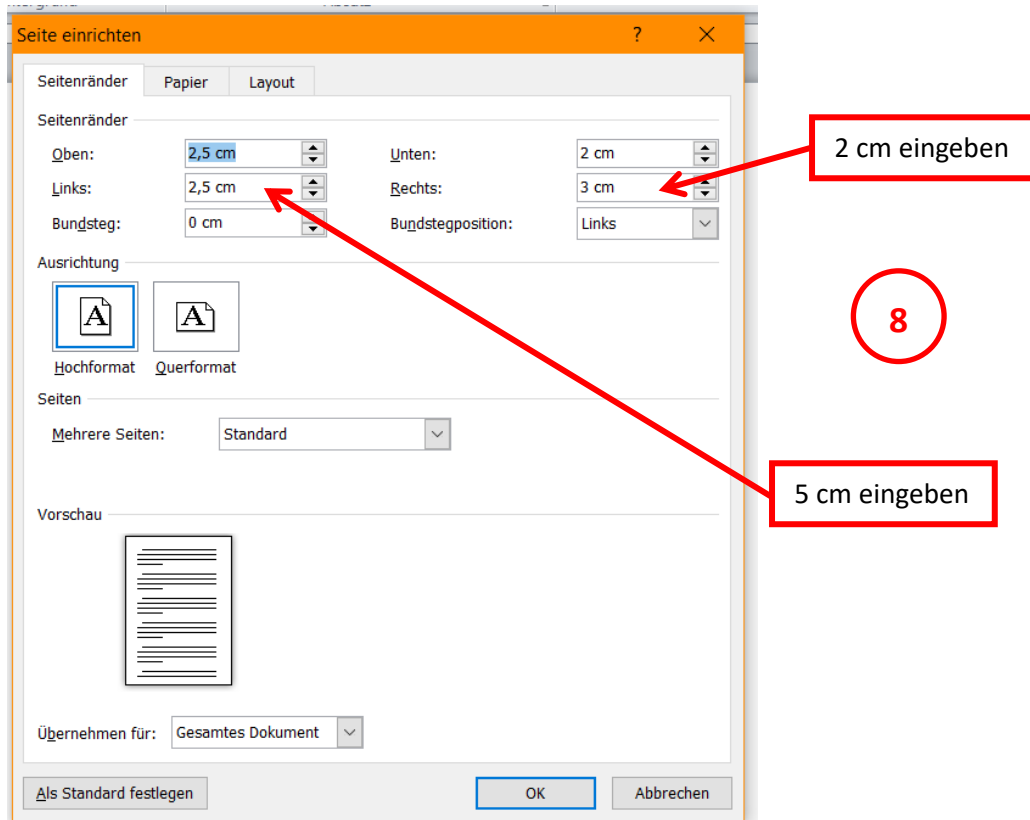 Seite einrichten ?
Seitenränder Papier Layout
Seitenränder
Oben: 2,5 cm Unten: 2 cm
Links: 2,5 cm Rechts: 3 cm
Bundsteg: 0 cm Bundstegposition: Links
2 cm eingeben
Ausrichtung
A A
8
Hochformat Querformat
Seiten
Mehrere Seiten: Standard
5 cm eingeben
Vorschau
Übernehmen für: Gesamtes Dokument
Als Standard festlegen OK Abbrechen